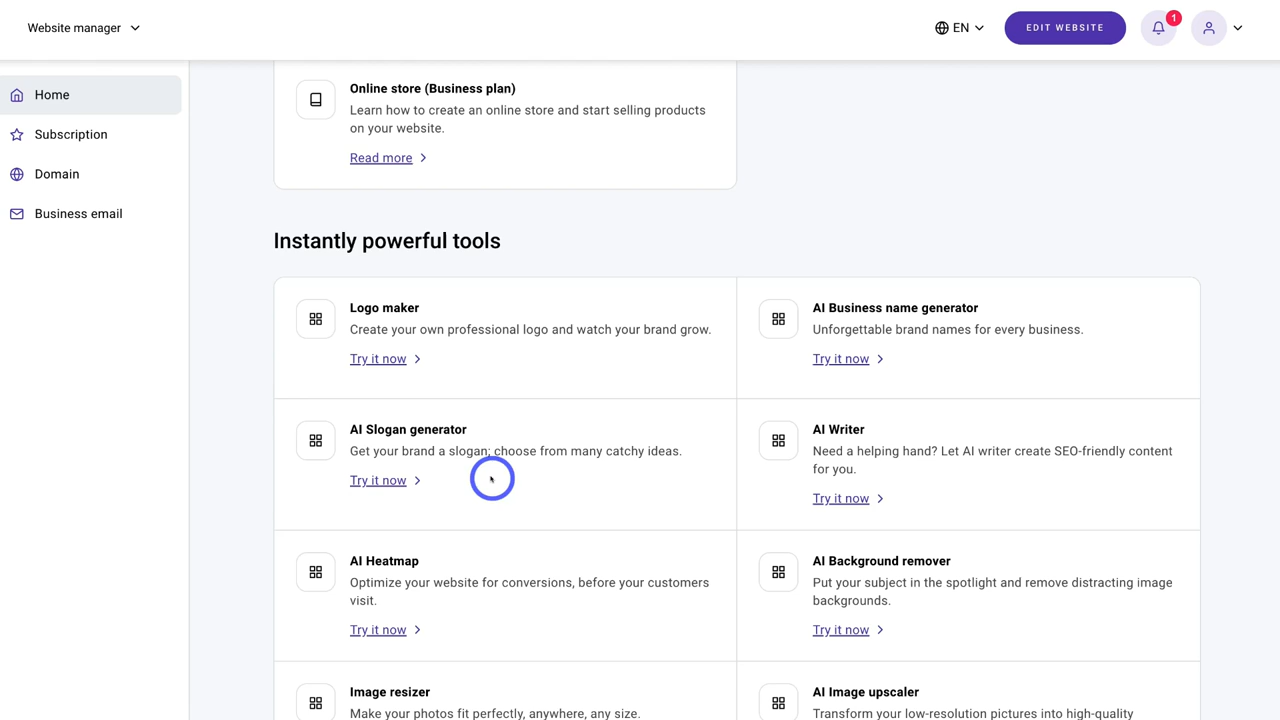 Website manager
EN
EDIT WEBSITE
1
Home
Subscription
Domain
Business email
Online store (Business plan)
Learn how to create an online store and start selling products
on your website.
Read more
Instantly powerful tools
Logo maker
Create your own professional logo and watch your brand grow.
Try it now
AI Business name generator
Unforgettable brand names for every business.
Try it now
AI Slogan generator
Get your brand a slogan; choose from many catchy ideas.
Try it now
AI Writer
Need a helping hand? Let AI writer create SEO-friendly content
for you.
Try it now
AI Heatmap
Optimize your website for conversions, before your customers
visit.
Try it now
AI Background remover
Put your subject in the spotlight and remove distracting image
backgrounds.
Try it now
Image resizer
Make your photos fit perfectly, anywhere, any size.
AI Image upscaler
Transform your low-resolution pictures into high-quality